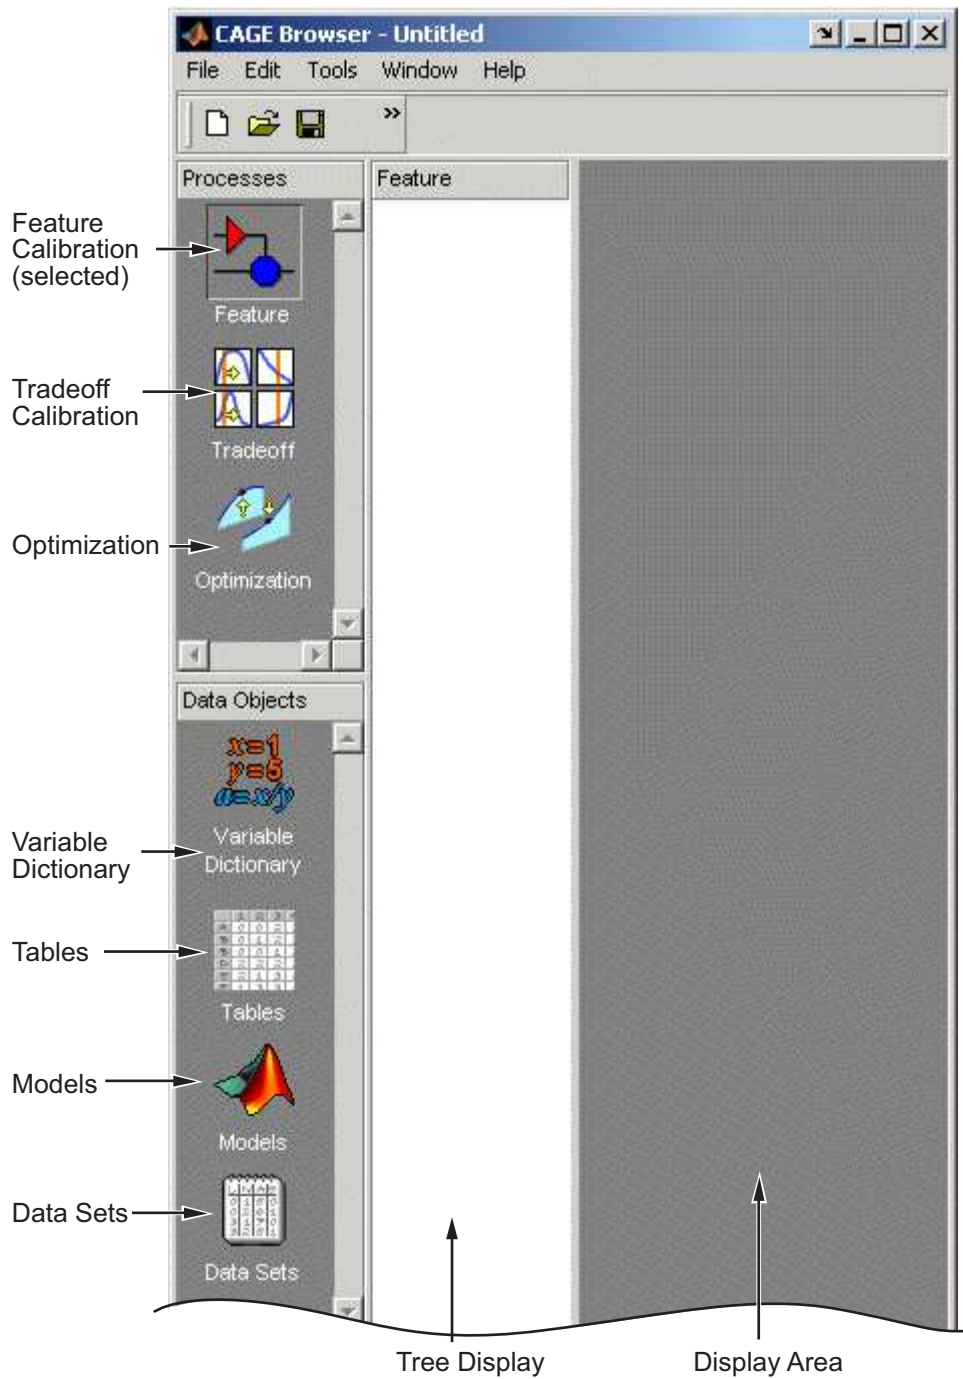 CAGE Browser - Untitled
File Edit Tools Window Help
»
Processes
Feature
Feature
Calibration
(selected)
Feature
Tradeoff
Calibration
Tradeoff
Optimization
Optimization
Data Objects
x=1
y=5
a=x/y
Variable
Dictionary
Variable
Dictionary
Tables
Tables
Models
Models
Data Sets
Data Sets
Tree Display
Display Area